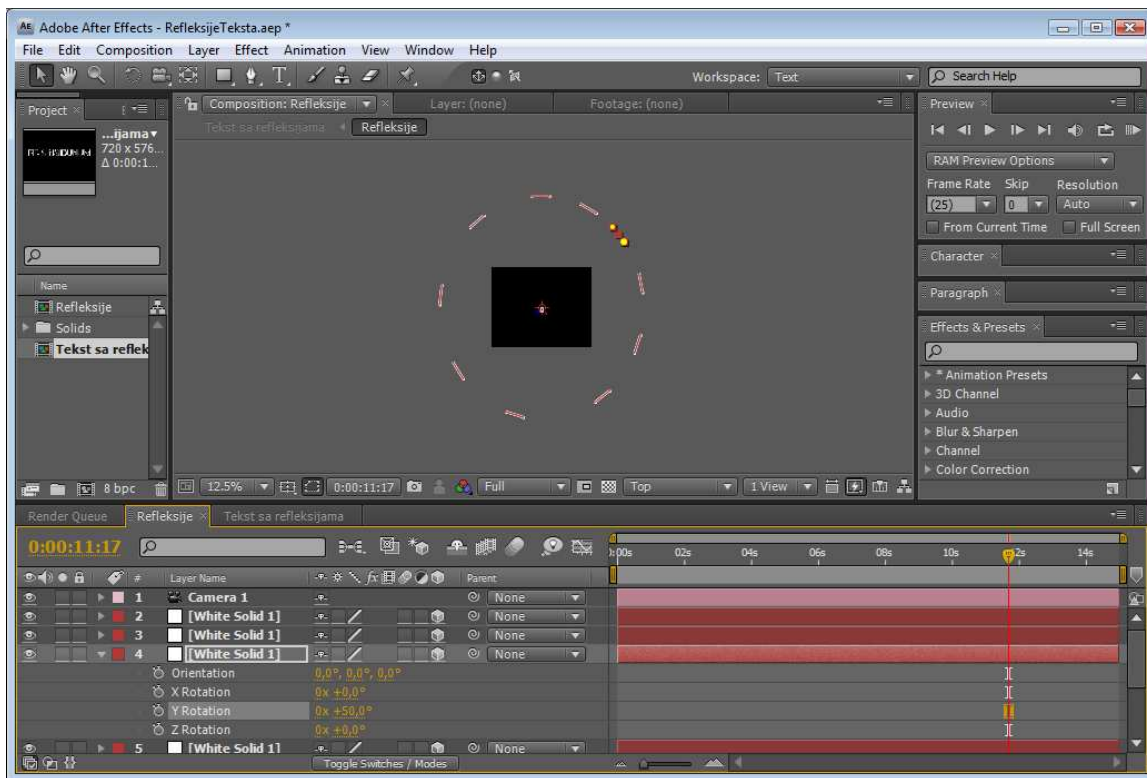 Adobe After Effects - RefleksijeTeksta.aep *
File Edit Composition Layer Effect Animation View Window Help
Workspace: Text Search Help
Project
...ijama
720 x 576...
Δ 0:00:1...
Name
Refleksije
Solids
Tekst sa reflek
8 bpc
Composition: Refleksije Layer: (none) Footage: (none)
Tekst sa refleksijama Refleksije
12.5% 0:00:11:17 Full Top 1 View
Preview
RAM Preview Options
Frame Rate Skip Resolution
(25) 0 Auto
From Current Time Full Screen
Character
Paragraph
Effects & Presets
* Animation Presets
3D Channel
Audio
Blur & Sharpen
Channel
Color Correction
Render Queue Refleksije Tekst sa refleksijama
0:00:11:17
):00s 02s 04s 06s 08s 10s 2s 14s
# Layer Name Parent
1 Camera 1 None
2 [White Solid 1] None
3 [White Solid 1] None
4 [White Solid 1] None
Orientation 0,0°, 0,0°, 0,0°
X Rotation 0x +0,0°
Y Rotation 0x +50,0°
Z Rotation 0x +0,0°
5 [White Solid 1] None
Toggle Switches / Modes